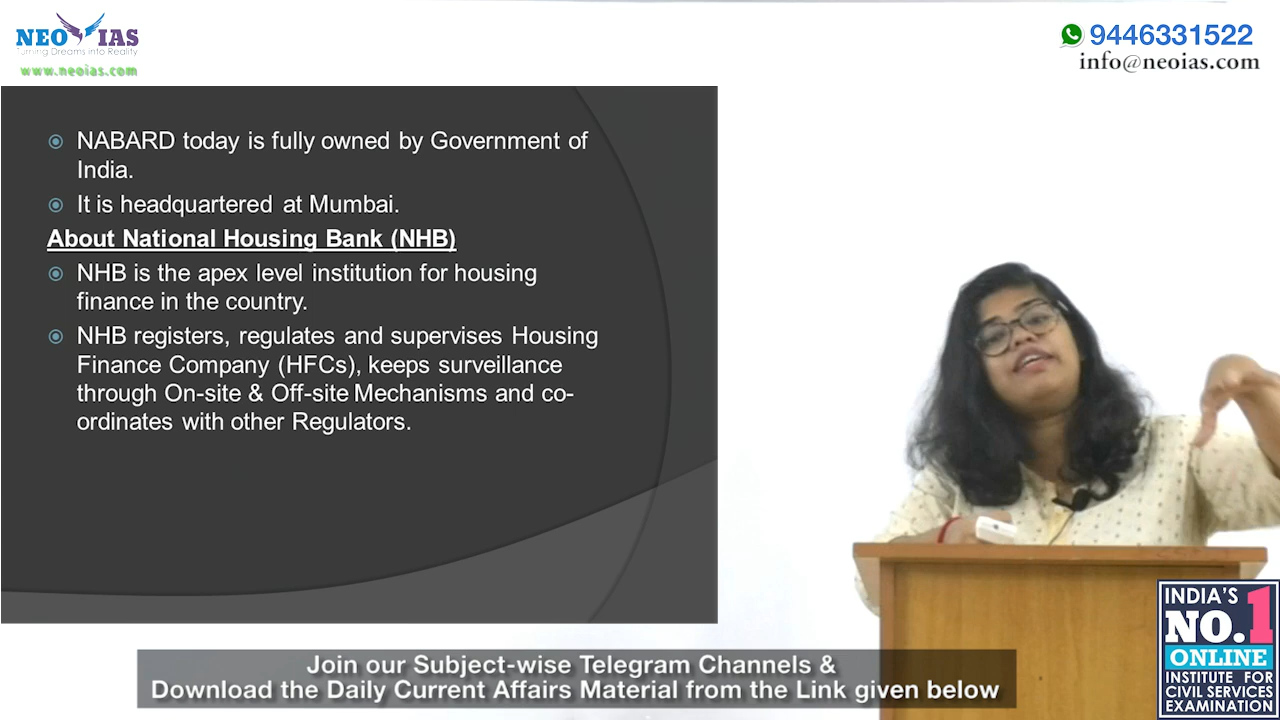 NEO IAS
Turning Dreams into Reality
www.neoias.com
9446331522
info@neoias.com
NABARD today is fully owned by Government of
India.
It is headquartered at Mumbai.
About National Housing Bank (NHB)
NHB is the apex level institution for housing
finance in the country.
NHB registers, regulates and supervises Housing
Finance Company (HFCs), keeps surveillance
through On-site & Off-site Mechanisms and co-
ordinates with other Regulators.
INDIA'S
NO.1
ONLINE
INSTITUTE FOR
CIVIL SERVICES
EXAMINATION
Join our Subject-wise Telegram Channels &
Download the Daily Current Affairs Material from the Link given below